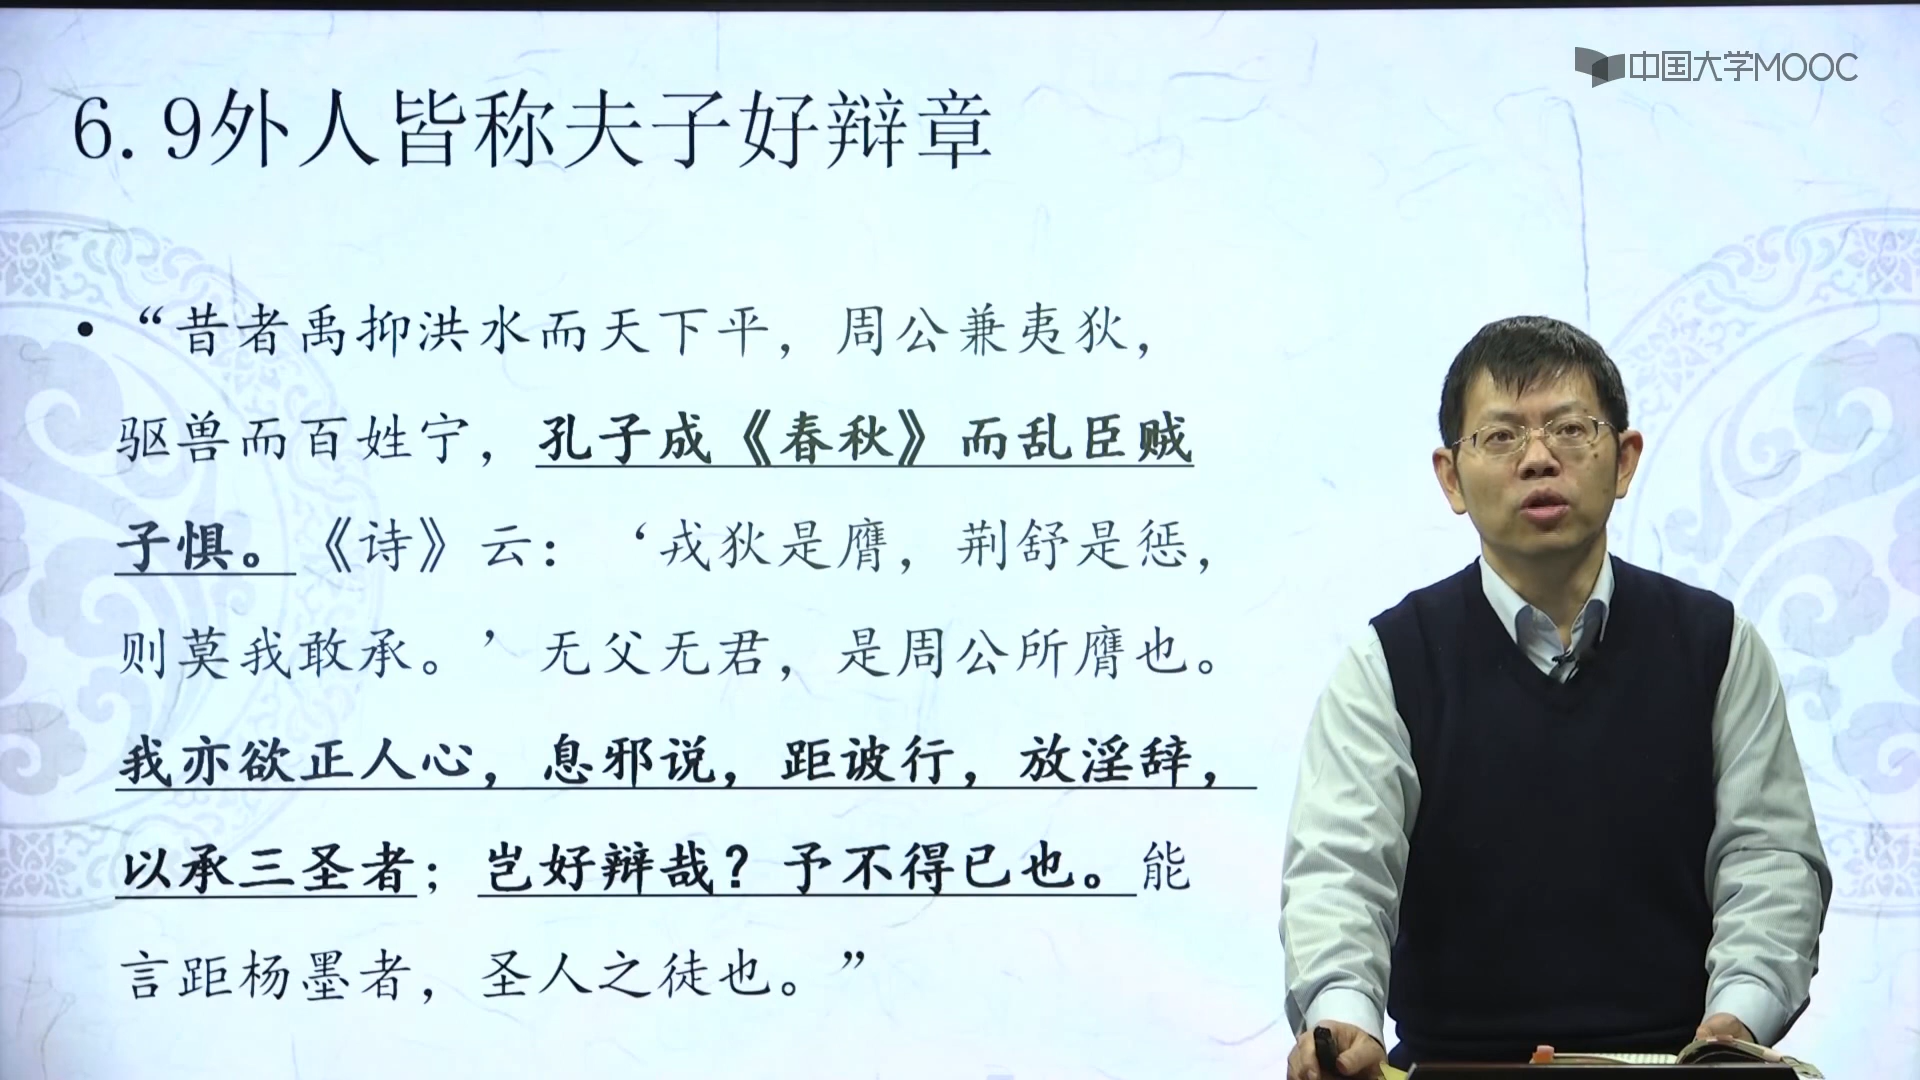 中国大学MOOC
6.9外人皆称夫子好辩章
• “昔者禹抑洪水而天下平，周公兼夷狄，
驱兽而百姓宁，孔子成《春秋》而乱臣贼
子惧。《诗》云：‘戎狄是膺，荆舒是惩，
则莫我敢承。’无父无君，是周公所膺也。
我亦欲正人心，息邪说，距诐行，放淫辞，
以承三圣者；岂好辩哉？予不得已也。能
言距杨墨者，圣人之徒也。”